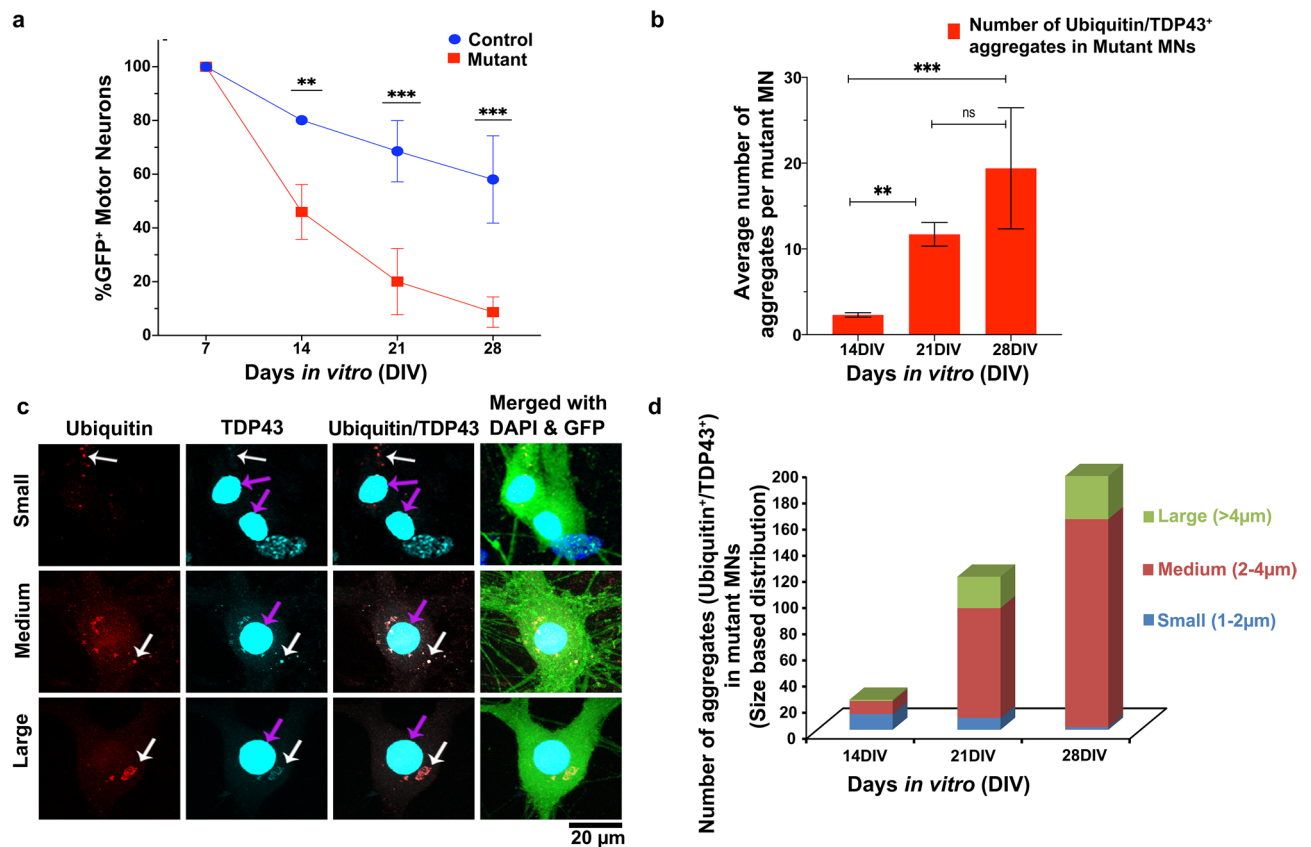 a
Control
Mutant
**
***
***
100
80
60
40
20
0
%GFP⁺ Motor Neurons
7 14 21 28
Days in vitro (DIV)
b
Number of Ubiquitin/TDP43⁺
aggregates in Mutant MNs
***
ns
**
30
20
10
0
Average number of
aggregates per mutant MN
14DIV 21DIV 28DIV
Days in vitro (DIV)
c
Ubiquitin
TDP43
Ubiquitin/TDP43
Merged with
DAPI & GFP
Small
Medium
Large
20 µm
d
Number of aggregates (Ubiquitin⁺/TDP43⁺)
in mutant MNs
(Size based distribution)
200
180
160
140
120
100
80
60
40
20
0
14DIV 21DIV 28DIV
Days in vitro (DIV)
Large (>4µm)
Medium (2-4µm)
Small (1-2µm)